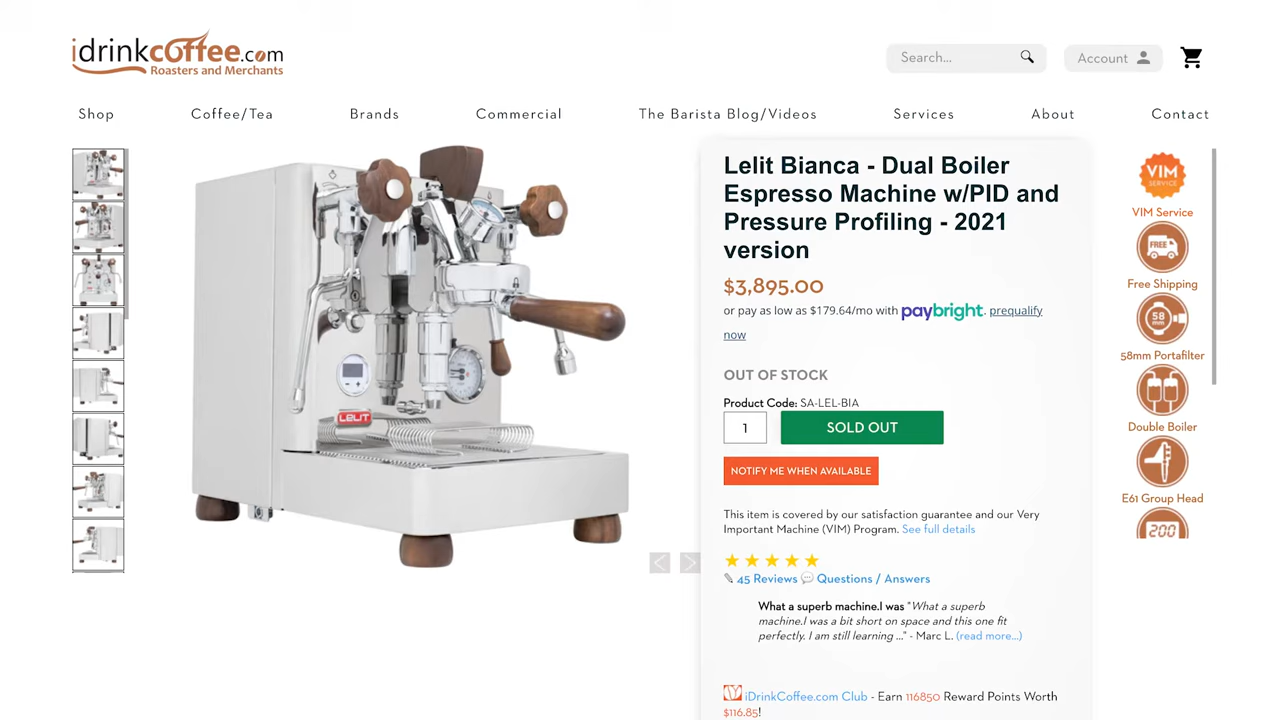 idrinkcoffee.com
Roasters and Merchants
Search...
Account
Shop
Coffee/Tea
Brands
Commercial
The Barista Blog/Videos
Services
About
Contact
LELIT
Lelit Bianca - Dual Boiler
Espresso Machine w/PID and
Pressure Profiling - 2021
version
$3,895.00
or pay as low as $179.64/mo with paybright. prequalify
now
OUT OF STOCK
Product Code: SA-LEL-BIA
1
SOLD OUT
NOTIFY ME WHEN AVAILABLE
This item is covered by our satisfaction guarantee and our Very
Important Machine (VIM) Program. See full details
45 Reviews
Questions / Answers
What a superb machine.I was "What a superb
machine.I was a bit short on space and this one fit
perfectly. I am still learning ..." - Marc L. (read more...)
iDrinkCoffee.com Club - Earn 116850 Reward Points Worth
$116.85!
VIM
SERVICE
VIM Service
FREE
Free Shipping
58
mm
58mm Portafilter
Double Boiler
E61 Group Head
200